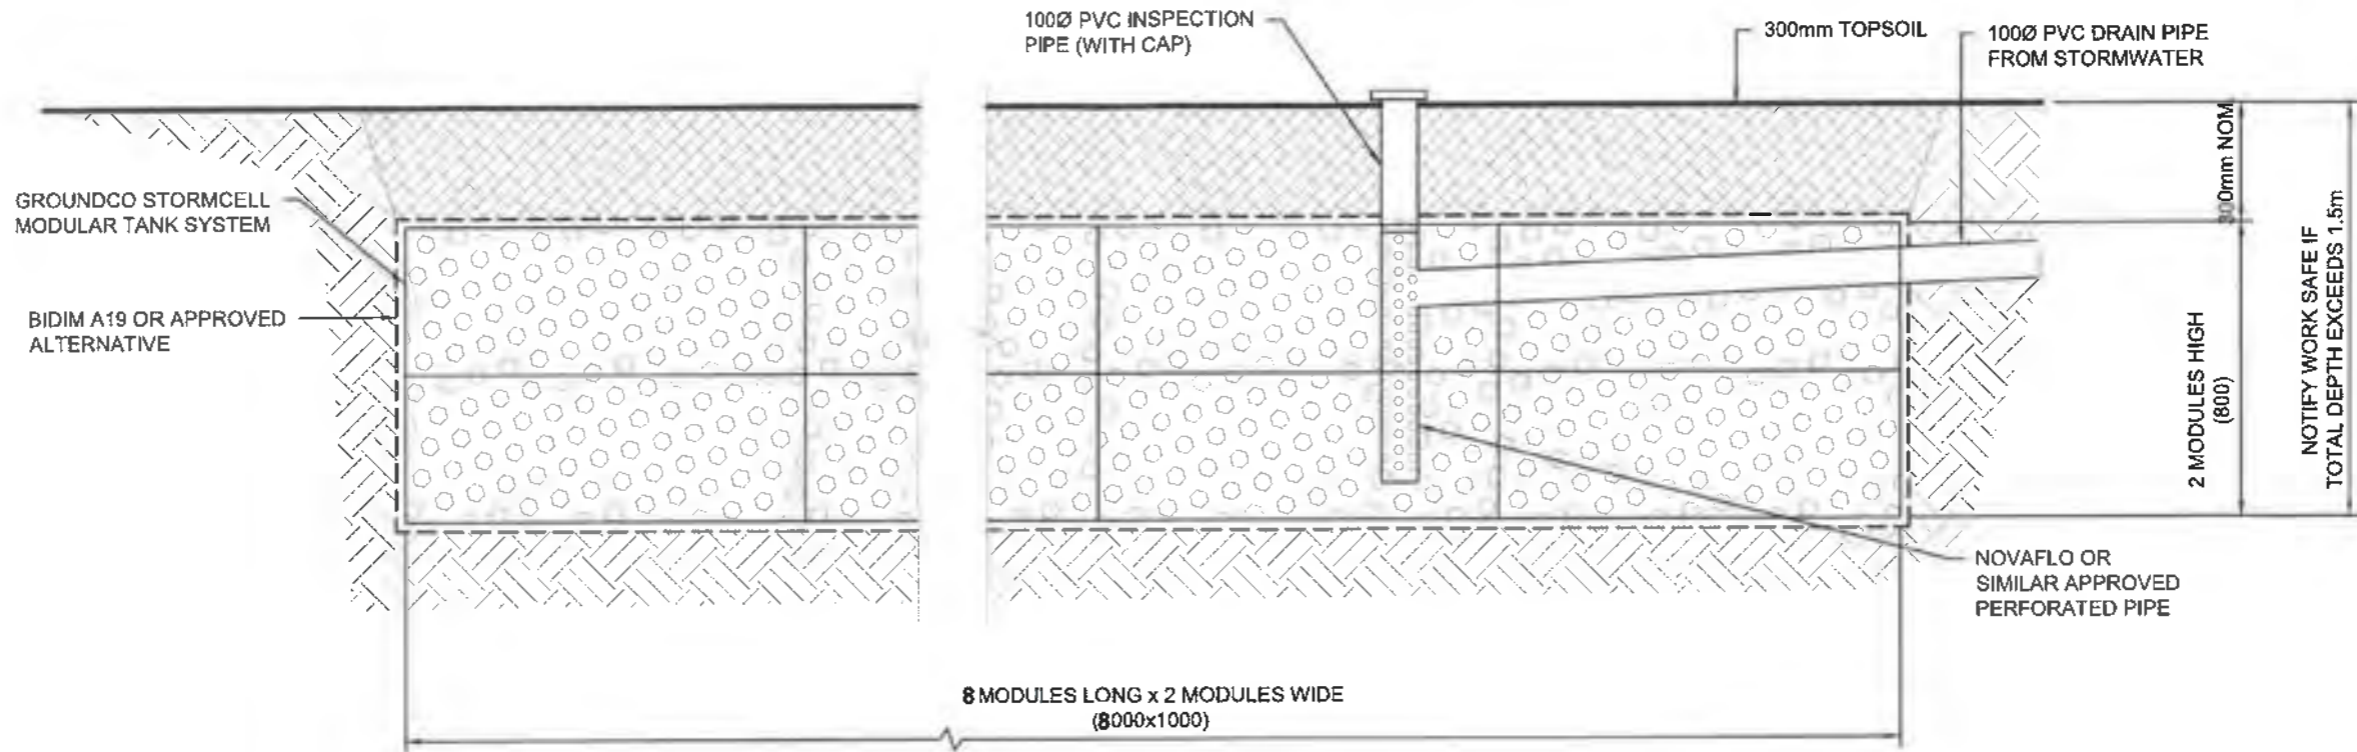 100Ø PVC INSPECTION
PIPE (WITH CAP)
300mm TOPSOIL
100Ø PVC DRAIN PIPE
FROM STORMWATER
GROUNDCO STORMCELL
MODULAR TANK SYSTEM
BIDIM A19 OR APPROVED
ALTERNATIVE
300mm NOM
2 MODULES HIGH
(800)
NOTIFY WORK SAFE IF
TOTAL DEPTH EXCEEDS 1.5m
NOVAFLO OR
SIMILAR APPROVED
PERFORATED PIPE
8 MODULES LONG x 2 MODULES WIDE
(8000x1000)